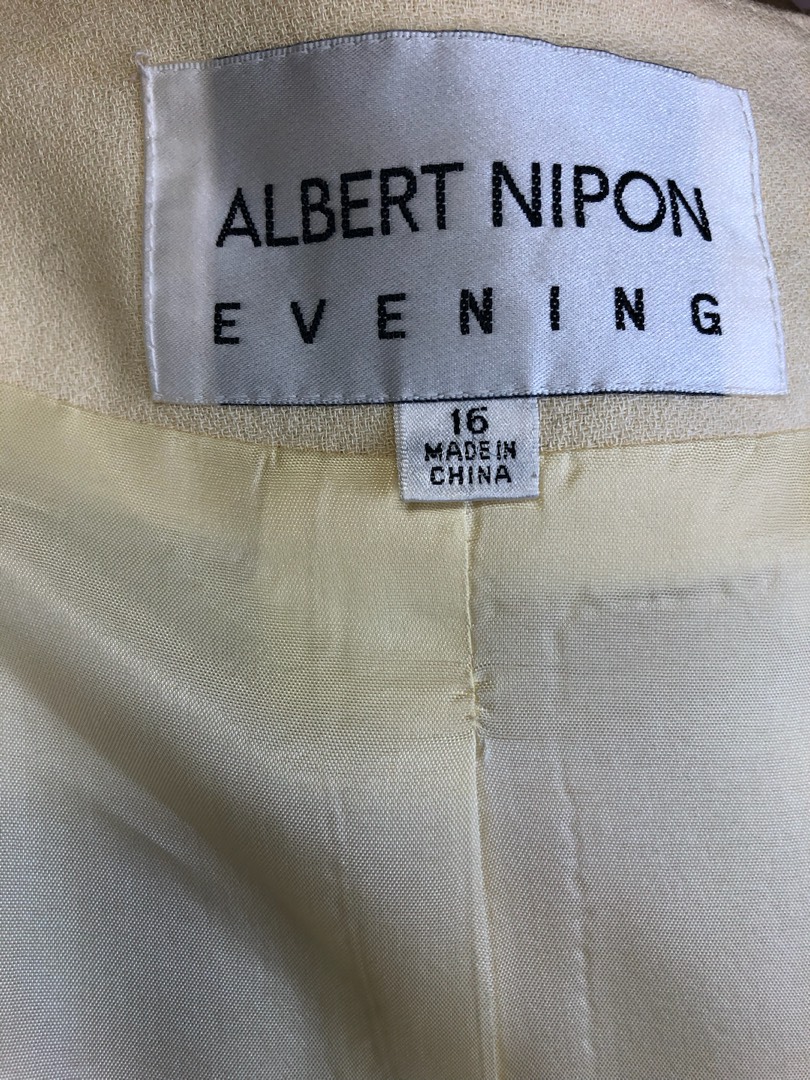 ALBERT NIPON
EVENING
16
MADE IN
CHINA